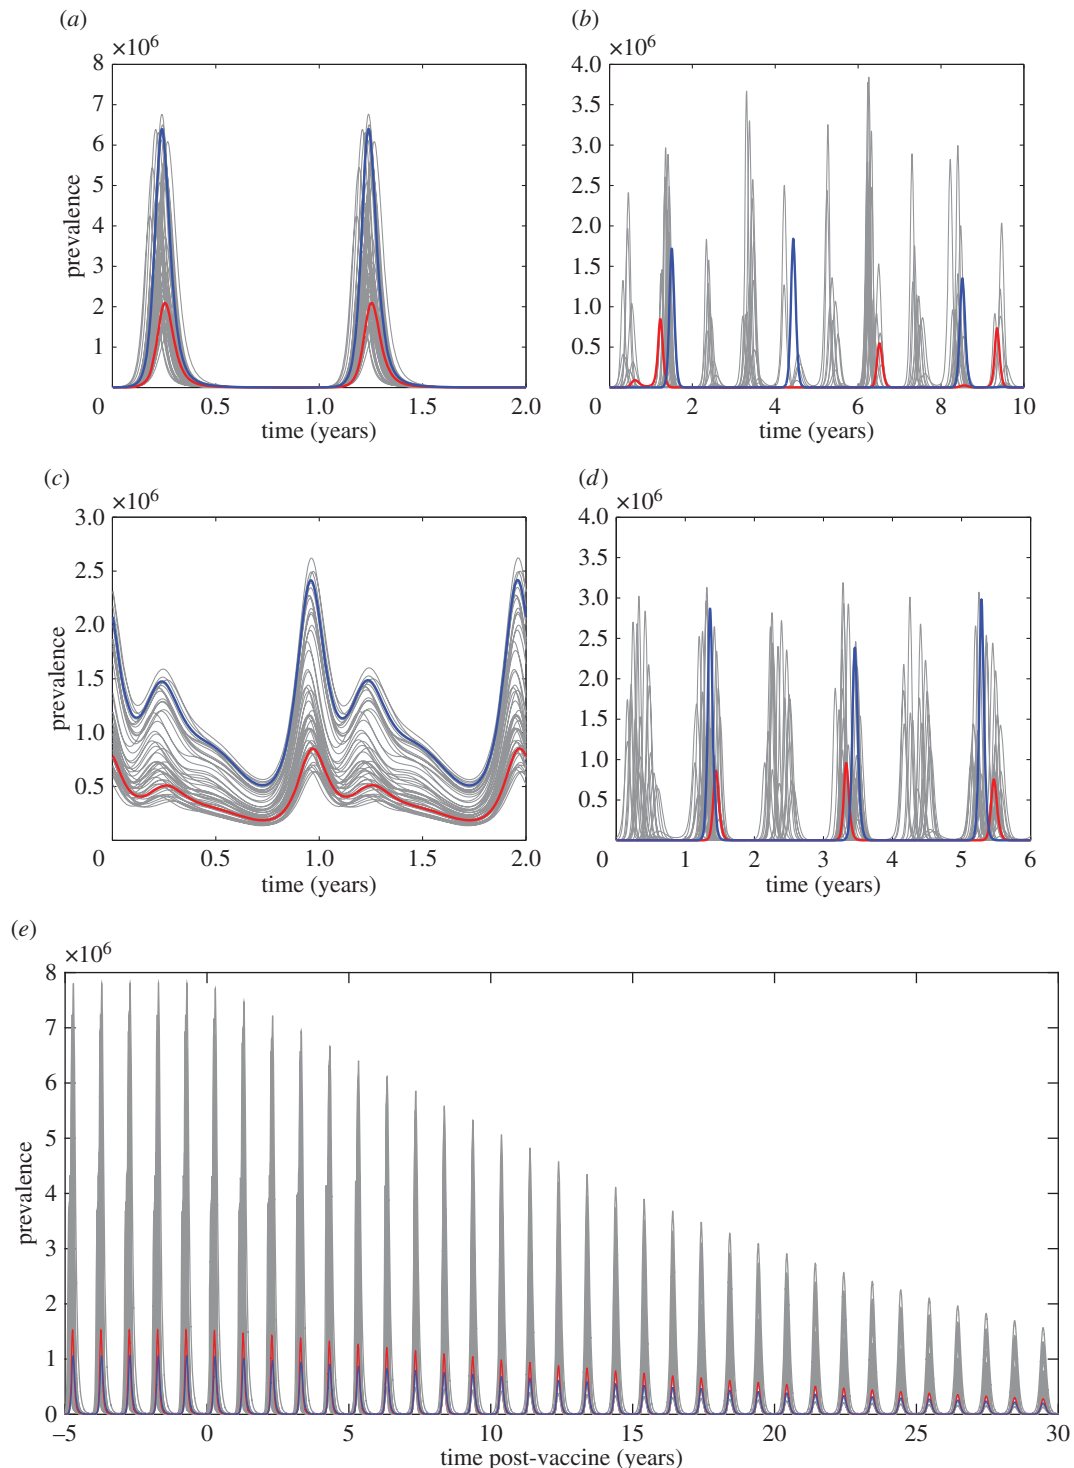 (a)
×10⁶
8
7
6
5
4
3
2
1
0 0.5 1.0 1.5 2.0
prevalence
time (years)
(b)
×10⁶
4.0
3.5
3.0
2.5
2.0
1.5
1.0
0.5
0 2 4 6 8 10
time (years)
(c)
×10⁶
3.0
2.5
2.0
1.5
1.0
0.5
0 0.5 1.0 1.5 2.0
prevalence
time (years)
(d)
×10⁶
4.0
3.5
3.0
2.5
2.0
1.5
1.0
0.5
0 1 2 3 4 5 6
time (years)
(e)
×10⁶
8
7
6
5
4
3
2
1
0
prevalence
–5 0 5 10 15 20 25 30
time post-vaccine (years)